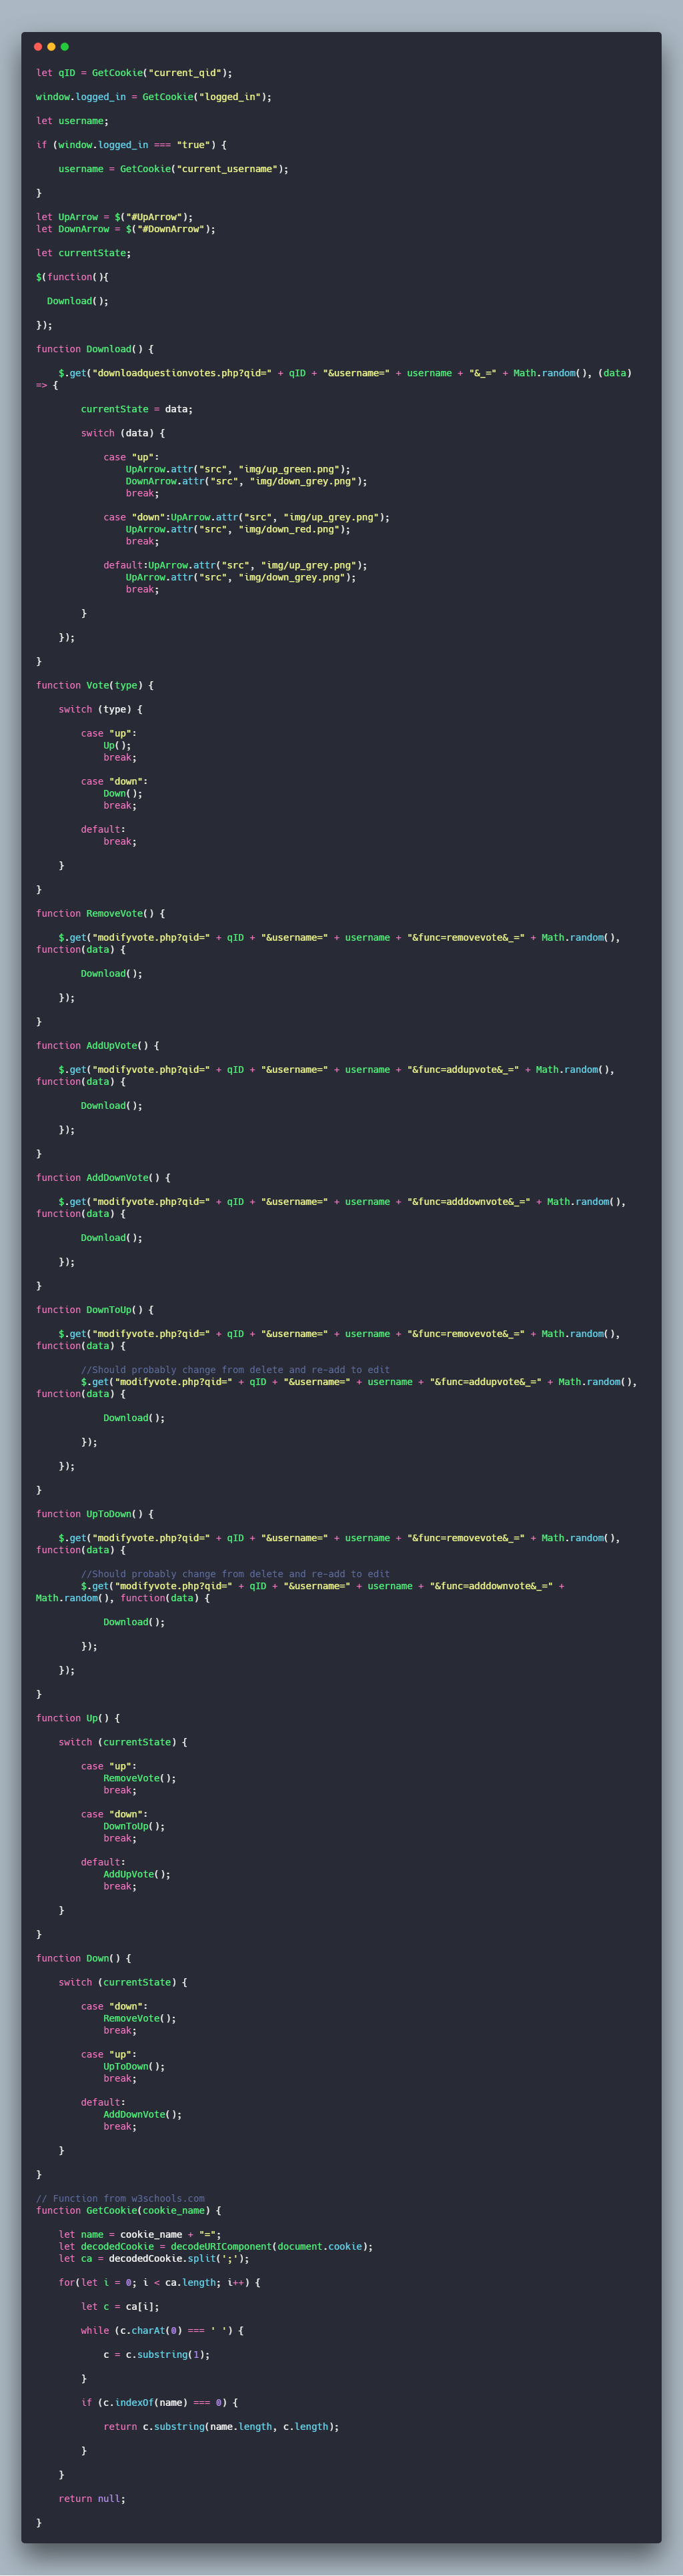 let qID = GetCookie("current_qid");

window.logged_in = GetCookie("logged_in");

let username;

if (window.logged_in === "true") {

    username = GetCookie("current_username");

}

let UpArrow = $("#UpArrow");
let DownArrow = $("#DownArrow");

let currentState;

$(function(){

  Download();

});

function Download() {

    $.get("downloadquestionvotes.php?qid=" + qID + "&username=" + username + "&_=" + Math.random(), (data)
=> {

        currentState = data;

        switch (data) {

            case "up":
                UpArrow.attr("src", "img/up_green.png");
                DownArrow.attr("src", "img/down_grey.png");
                break;

            case "down":UpArrow.attr("src", "img/up_grey.png");
                UpArrow.attr("src", "img/down_red.png");
                break;

            default:UpArrow.attr("src", "img/up_grey.png");
                UpArrow.attr("src", "img/down_grey.png");
                break;

        }

    });

}

function Vote(type) {

    switch (type) {

        case "up":
            Up();
            break;

        case "down":
            Down();
            break;

        default:
            break;

    }

}

function RemoveVote() {

    $.get("modifyvote.php?qid=" + qID + "&username=" + username + "&func=removevote&_=" + Math.random(),
function(data) {

        Download();

    });

}

function AddUpVote() {

    $.get("modifyvote.php?qid=" + qID + "&username=" + username + "&func=addupvote&_=" + Math.random(),
function(data) {

        Download();

    });

}

function AddDownVote() {

    $.get("modifyvote.php?qid=" + qID + "&username=" + username + "&func=adddownvote&_=" + Math.random(),
function(data) {

        Download();

    });

}

function DownToUp() {

    $.get("modifyvote.php?qid=" + qID + "&username=" + username + "&func=removevote&_=" + Math.random(),
function(data) {

        //Should probably change from delete and re-add to edit
        $.get("modifyvote.php?qid=" + qID + "&username=" + username + "&func=addupvote&_=" + Math.random(),
function(data) {

            Download();

        });

    });

}

function UpToDown() {

    $.get("modifyvote.php?qid=" + qID + "&username=" + username + "&func=removevote&_=" + Math.random(),
function(data) {

        //Should probably change from delete and re-add to edit
        $.get("modifyvote.php?qid=" + qID + "&username=" + username + "&func=adddownvote&_=" +
Math.random(), function(data) {

            Download();

        });

    });

}

function Up() {

    switch (currentState) {

        case "up":
            RemoveVote();
            break;

        case "down":
            DownToUp();
            break;

        default:
            AddUpVote();
            break;

    }

}

function Down() {

    switch (currentState) {

        case "down":
            RemoveVote();
            break;

        case "up":
            UpToDown();
            break;

        default:
            AddDownVote();
            break;

    }

}

// Function from w3schools.com
function GetCookie(cookie_name) {

    let name = cookie_name + "=";
    let decodedCookie = decodeURIComponent(document.cookie);
    let ca = decodedCookie.split(';');

    for(let i = 0; i < ca.length; i++) {

        let c = ca[i];

        while (c.charAt(0) === ' ') {

            c = c.substring(1);

        }

        if (c.indexOf(name) === 0) {

            return c.substring(name.length, c.length);

        }

    }

    return null;

}